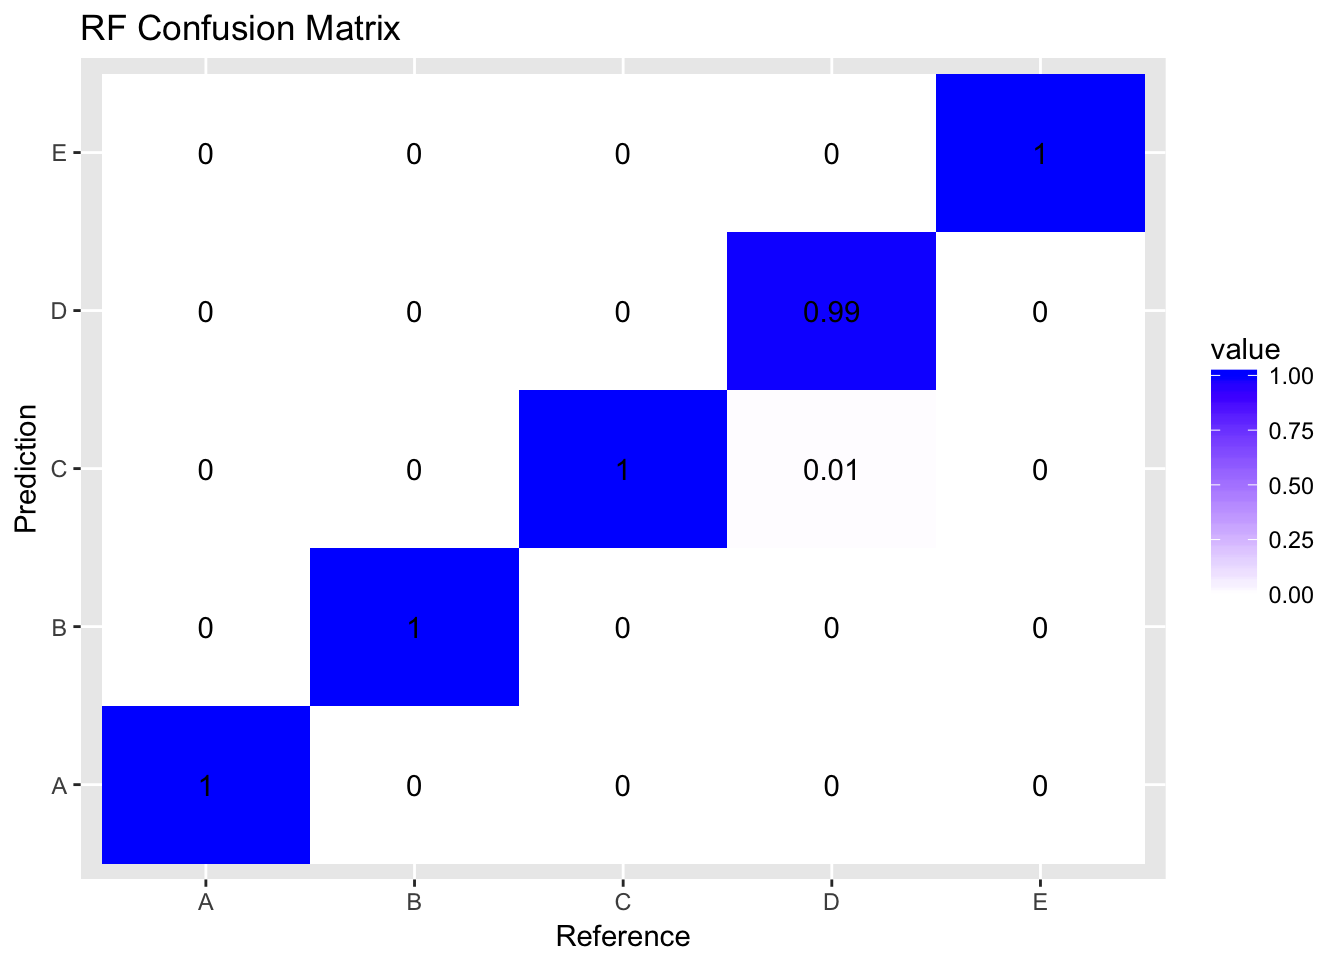 RF Confusion Matrix
E 0 0 0 0 1
D 0 0 0 0.99 0
C 0 0 1 0.01 0
B 0 1 0 0 0
A 1 0 0 0 0
A B C D E
Reference
Prediction
value
1.00
0.75
0.50
0.25
0.00